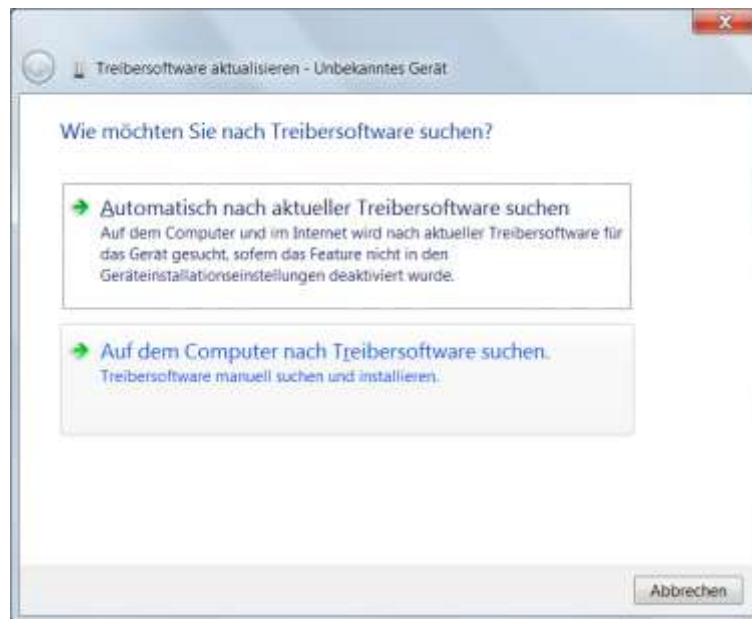 Treibersoftware aktualisieren - Unbekanntes Gerät
Wie möchten Sie nach Treibersoftware suchen?
Automatisch nach aktueller Treibersoftware suchen
Auf dem Computer und im Internet wird nach aktueller Treibersoftware für
das Gerät gesucht, sofern das Feature nicht in den
Geräteinstallationseinstellungen deaktiviert wurde.
Auf dem Computer nach Treibersoftware suchen.
Treibersoftware manuell suchen und installieren.
Abbrechen